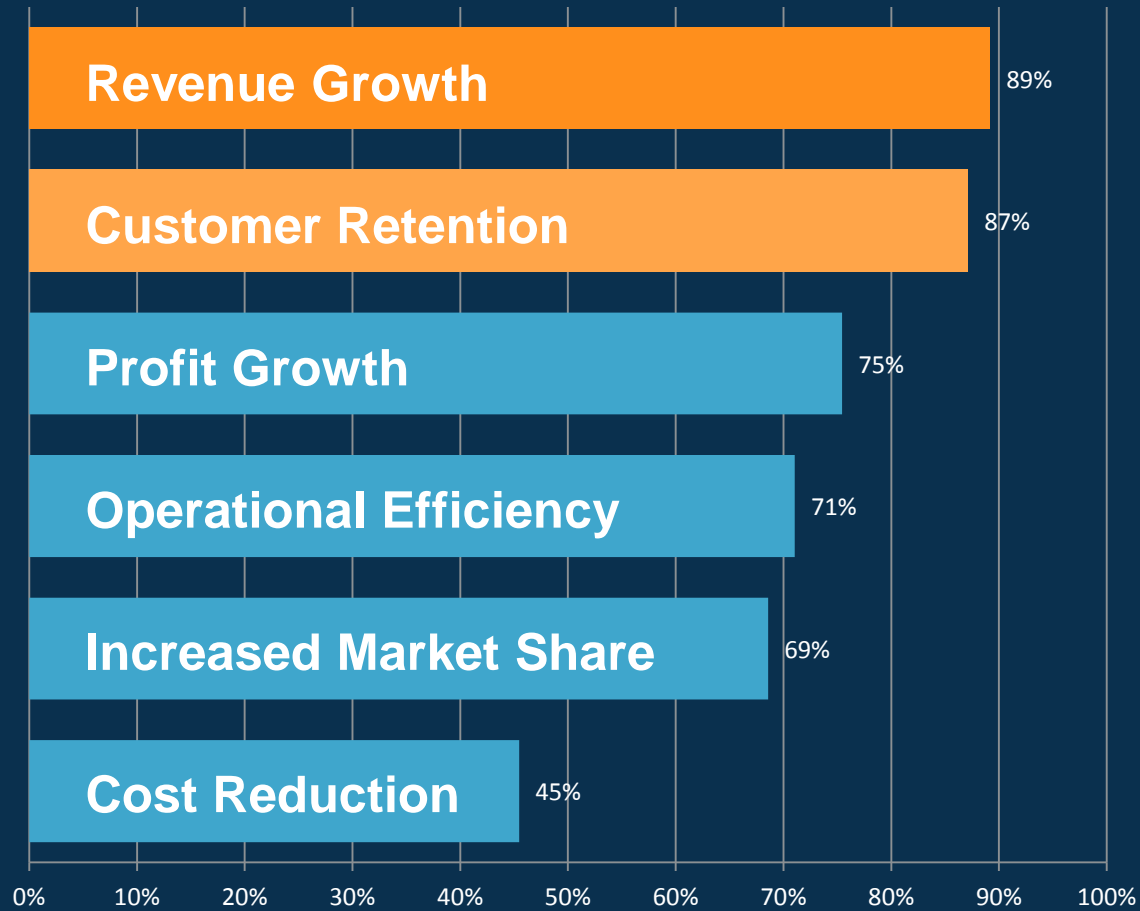 Revenue Growth
89%
Customer Retention
87%
Profit Growth
75%
Operational Efficiency
71%
Increased Market Share
69%
Cost Reduction
45%
0% 10% 20% 30% 40% 50% 60% 70% 80% 90% 100%